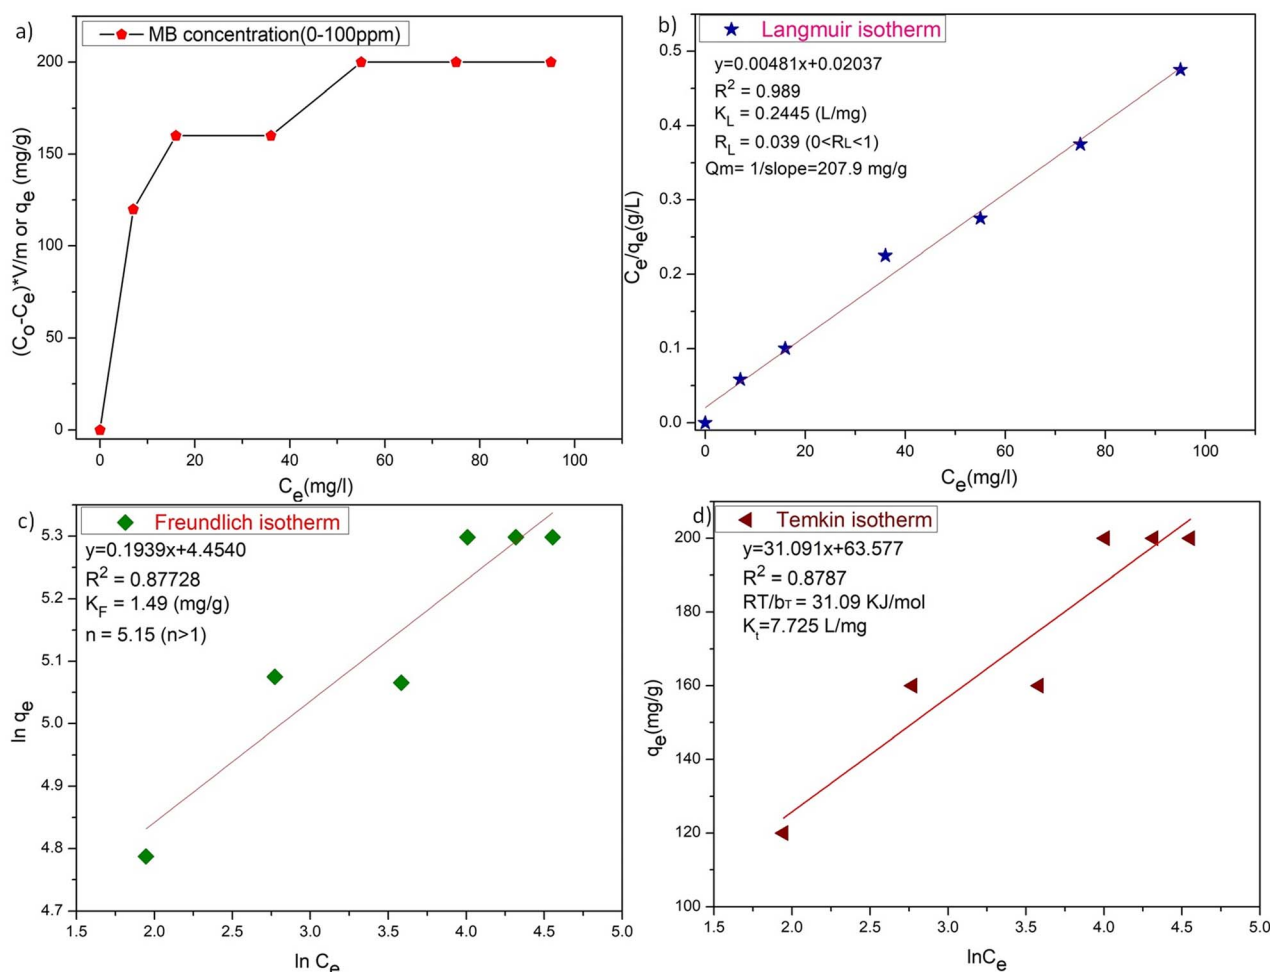 a)
MB concentration(0-100ppm)
200
150
100
50
0
(C₀-Cₑ)*V/m or qₑ (mg/g)
0 20 40 60 80 100
Cₑ(mg/l)
b)
Langmuir isotherm
y=0.00481x+0.02037
R² = 0.989
K_L = 0.2445 (L/mg)
R_L = 0.039 (0<RL<1)
Qm= 1/slope=207.9 mg/g
0.5
0.4
0.3
0.2
0.1
0.0
Cₑ/qₑ(g/L)
0 20 40 60 80 100
Cₑ(mg/l)
c)
Freundlich isotherm
y=0.1939x+4.4540
R² = 0.87728
K_F = 1.49 (mg/g)
n = 5.15 (n>1)
5.3
5.2
5.1
5.0
4.9
4.8
4.7
ln qₑ
1.5 2.0 2.5 3.0 3.5 4.0 4.5 5.0
ln Cₑ
d)
Temkin isotherm
y=31.091x+63.577
R² = 0.8787
RT/bT = 31.09 KJ/mol
Kₜ=7.725 L/mg
200
180
160
140
120
100
qₑ(mg/g)
1.5 2.0 2.5 3.0 3.5 4.0 4.5 5.0
lnCₑ